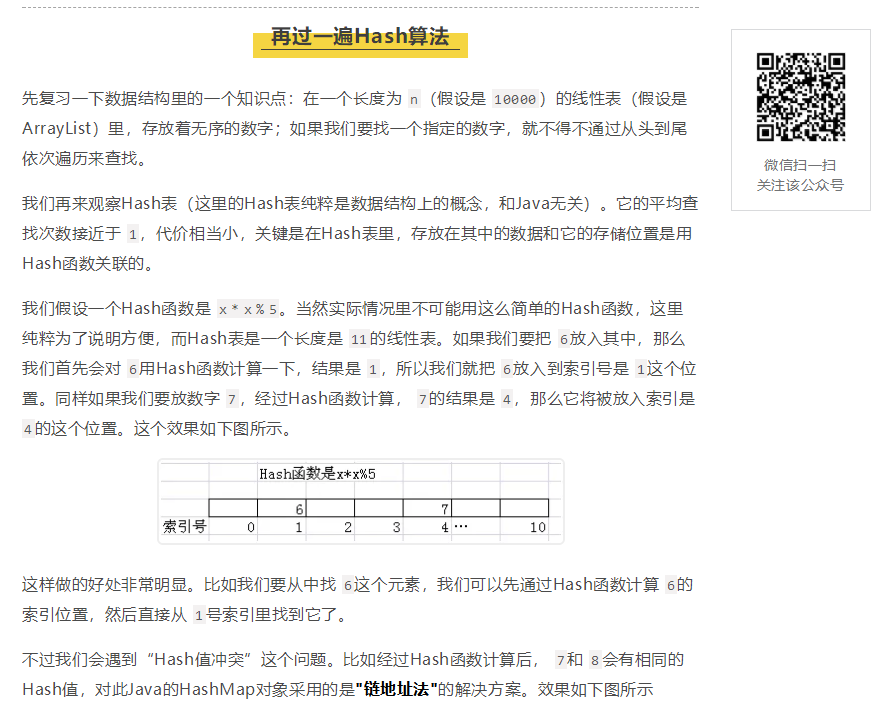 再过一遍Hash算法
先复习一下数据结构里的一个知识点：在一个长度为 n（假设是 10000）的线性表（假设是
ArrayList）里，存放着无序的数字；如果我们要找一个指定的数字，就不得不通过从头到尾
依次遍历来查找。
我们再来观察Hash表（这里的Hash表纯粹是数据结构上的概念，和Java无关）。它的平均查
找次数接近于 1，代价相当小，关键是在Hash表里，存放在其中的数据和它的存储位置是用
Hash函数关联的。
我们假设一个Hash函数是 x*x%5。当然实际情况里不可能用这么简单的Hash函数，这里
纯粹为了说明方便，而Hash表是一个长度是 11的线性表。如果我们要把 6放入其中，那么
我们首先会对 6用Hash函数计算一下，结果是 1，所以我们就把 6放入到索引号是 1这个位
置。同样如果我们要放数字 7，经过Hash函数计算， 7的结果是 4，那么它将被放入索引是
4的这个位置。这个效果如下图所示。
Hash函数是x*x%5
6 7
索引号 0 1 2 3 4 … 10
这样做的好处非常明显。比如我们要从中找 6这个元素，我们可以先通过Hash函数计算 6的
索引位置，然后直接从 1号索引里找到它了。
不过我们会遇到“Hash值冲突”这个问题。比如经过Hash函数计算后， 7和 8会有相同的
Hash值，对此Java的HashMap对象采用的是"链地址法"的解决方案。效果如下图所示
微信扫一扫
关注该公众号